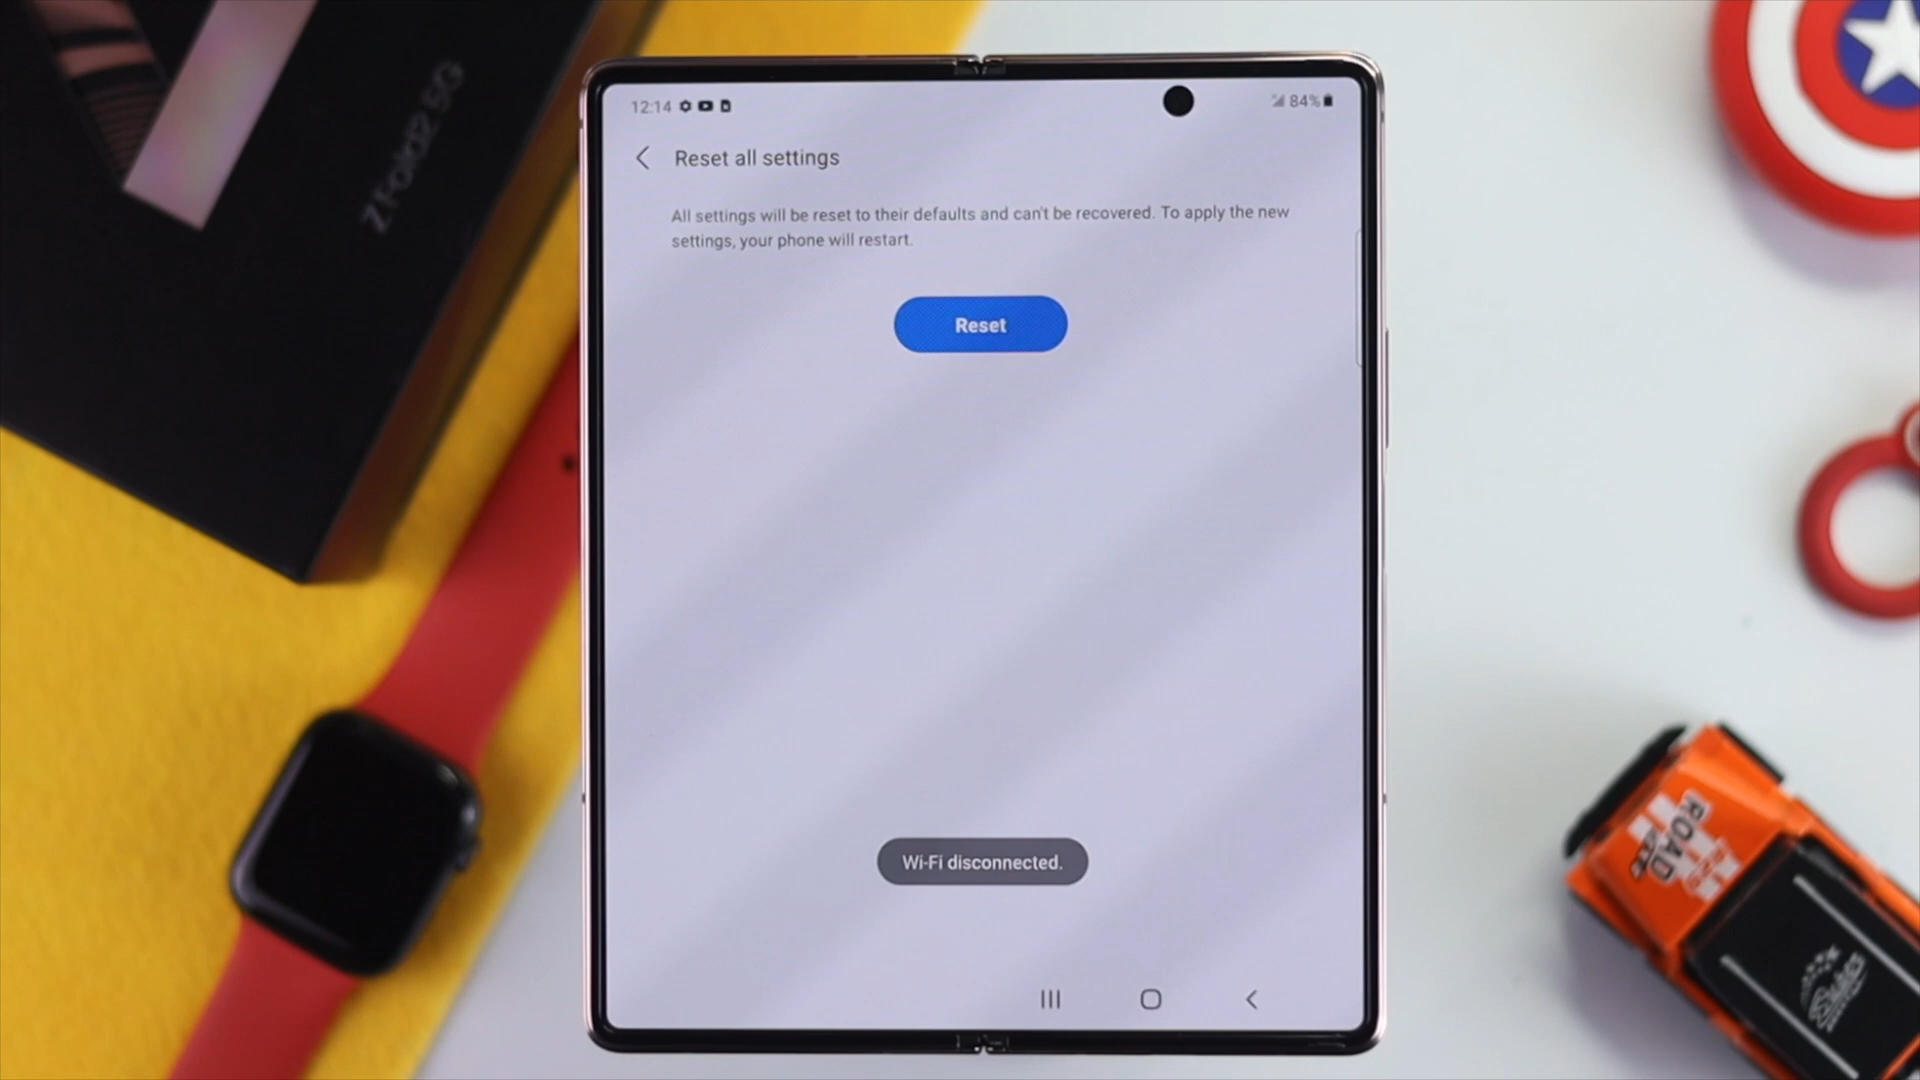 Z Fold2 5G
12:14
84%
Reset all settings
All settings will be reset to their defaults and can't be recovered. To apply the new
settings, your phone will restart.
Reset
Wi-Fi disconnected.
ROAD